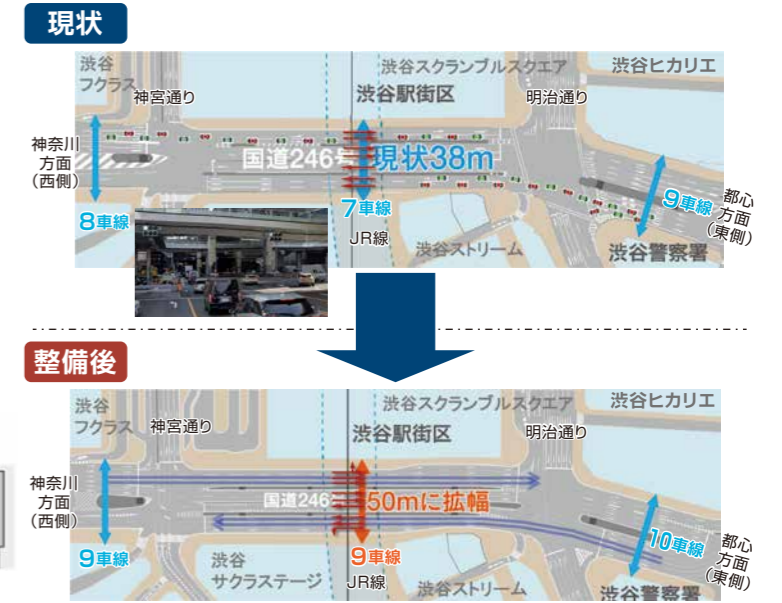 現状
渋谷
フクラス
神宮通り
渋谷スクランブルスクエア
渋谷ヒカリエ
渋谷駅街区
明治通り
神奈川
方面
(西側)
国道246号
現状38m
8車線
7車線
9車線
都心
方面
(東側)
JR線
渋谷ストリーム
渋谷警察署
整備後
渋谷
フクラス
神宮通り
渋谷スクランブルスクエア
渋谷ヒカリエ
渋谷駅街区
明治通り
神奈川
方面
(西側)
国道246号
50mに拡幅
9車線
9車線
10車線
都心
方面
(東側)
渋谷
サクラステージ
JR線
渋谷ストリーム
渋谷警察署